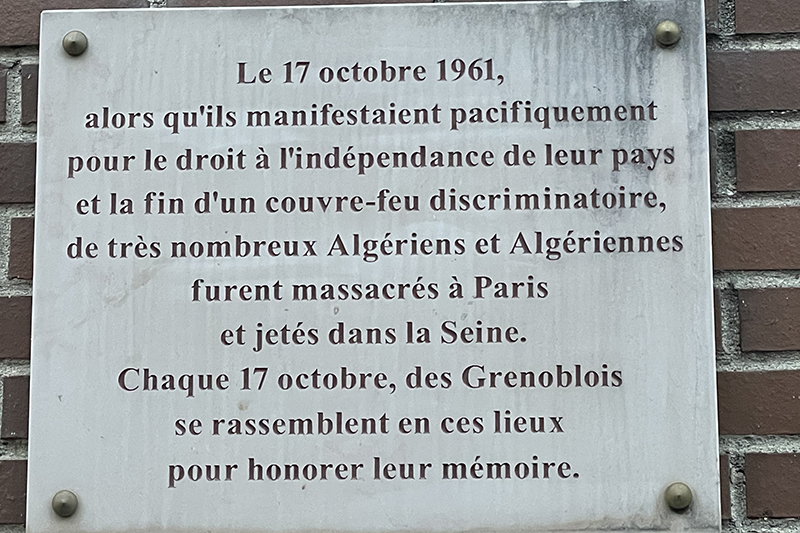 Le 17 octobre 1961,
alors qu'ils manifestaient pacifiquement
pour le droit à l'indépendance de leur pays
et la fin d'un couvre-feu discriminatoire,
de très nombreux Algériens et Algériennes
furent massacrés à Paris
et jetés dans la Seine.
Chaque 17 octobre, des Grenoblois
se rassemblent en ces lieux
pour honorer leur mémoire.